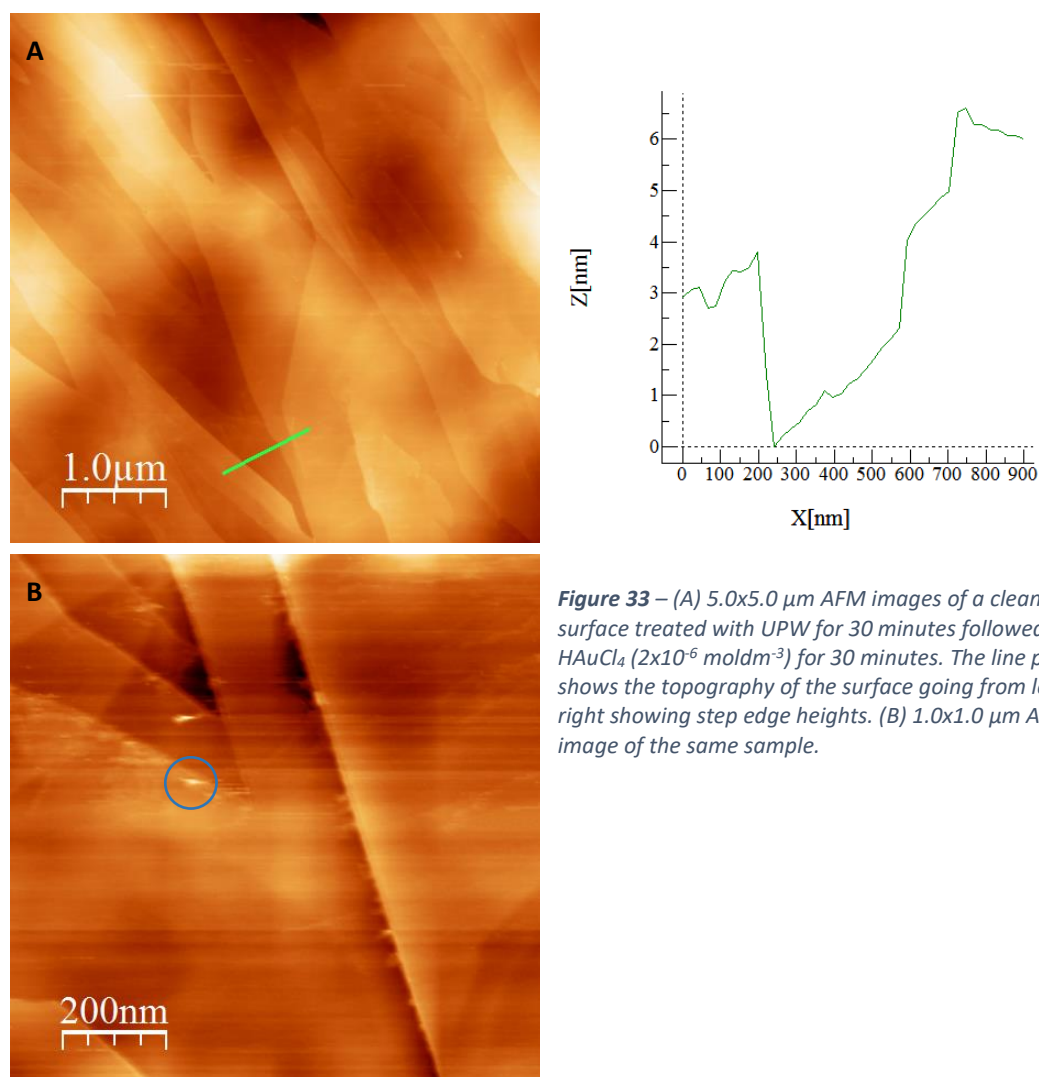 A
1.0µm
6
5
4
3
2
1
0
Z[nm]
0 100 200 300 400 500 600 700 800 900
X[nm]
B
200nm
Figure 33 – (A) 5.0x5.0 µm AFM images of a clean
surface treated with UPW for 30 minutes followed
HAuCl₄ (2x10⁻⁶ moldm⁻³) for 30 minutes. The line
shows the topography of the surface going from
right showing step edge heights. (B) 1.0x1.0 µm
image of the same sample.